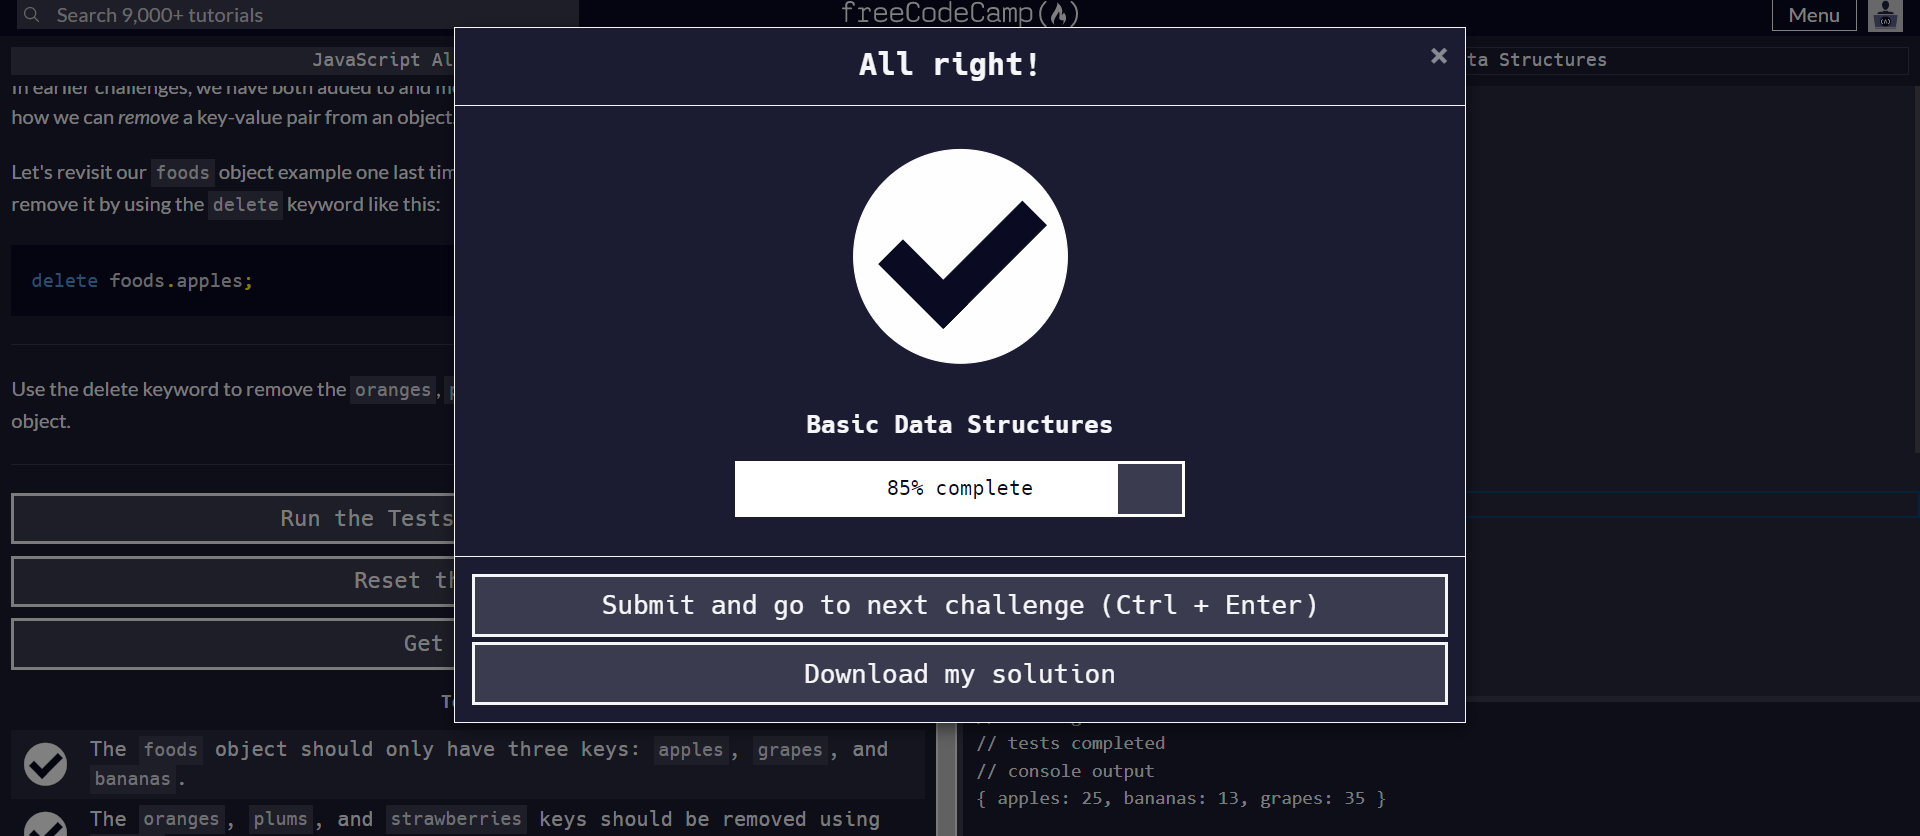 Search 9,000+ tutorials
freeCodeCamp(🔥)
Menu
JavaScript Al
ta Structures
In earlier challenges, we have both added to and m
how we can remove a key-value pair from an object
Let's revisit our foods object example one last tim
remove it by using the delete keyword like this:
delete foods.apples;
Use the delete keyword to remove the oranges, p
object.
Run the Tests
Reset th
Get
T
The foods object should only have three keys: apples, grapes, and
bananas.
The oranges, plums, and strawberries keys should be removed using
All right!
×
Basic Data Structures
85% complete
Submit and go to next challenge (Ctrl + Enter)
Download my solution
// tests completed
// console output
{ apples: 25, bananas: 13, grapes: 35 }